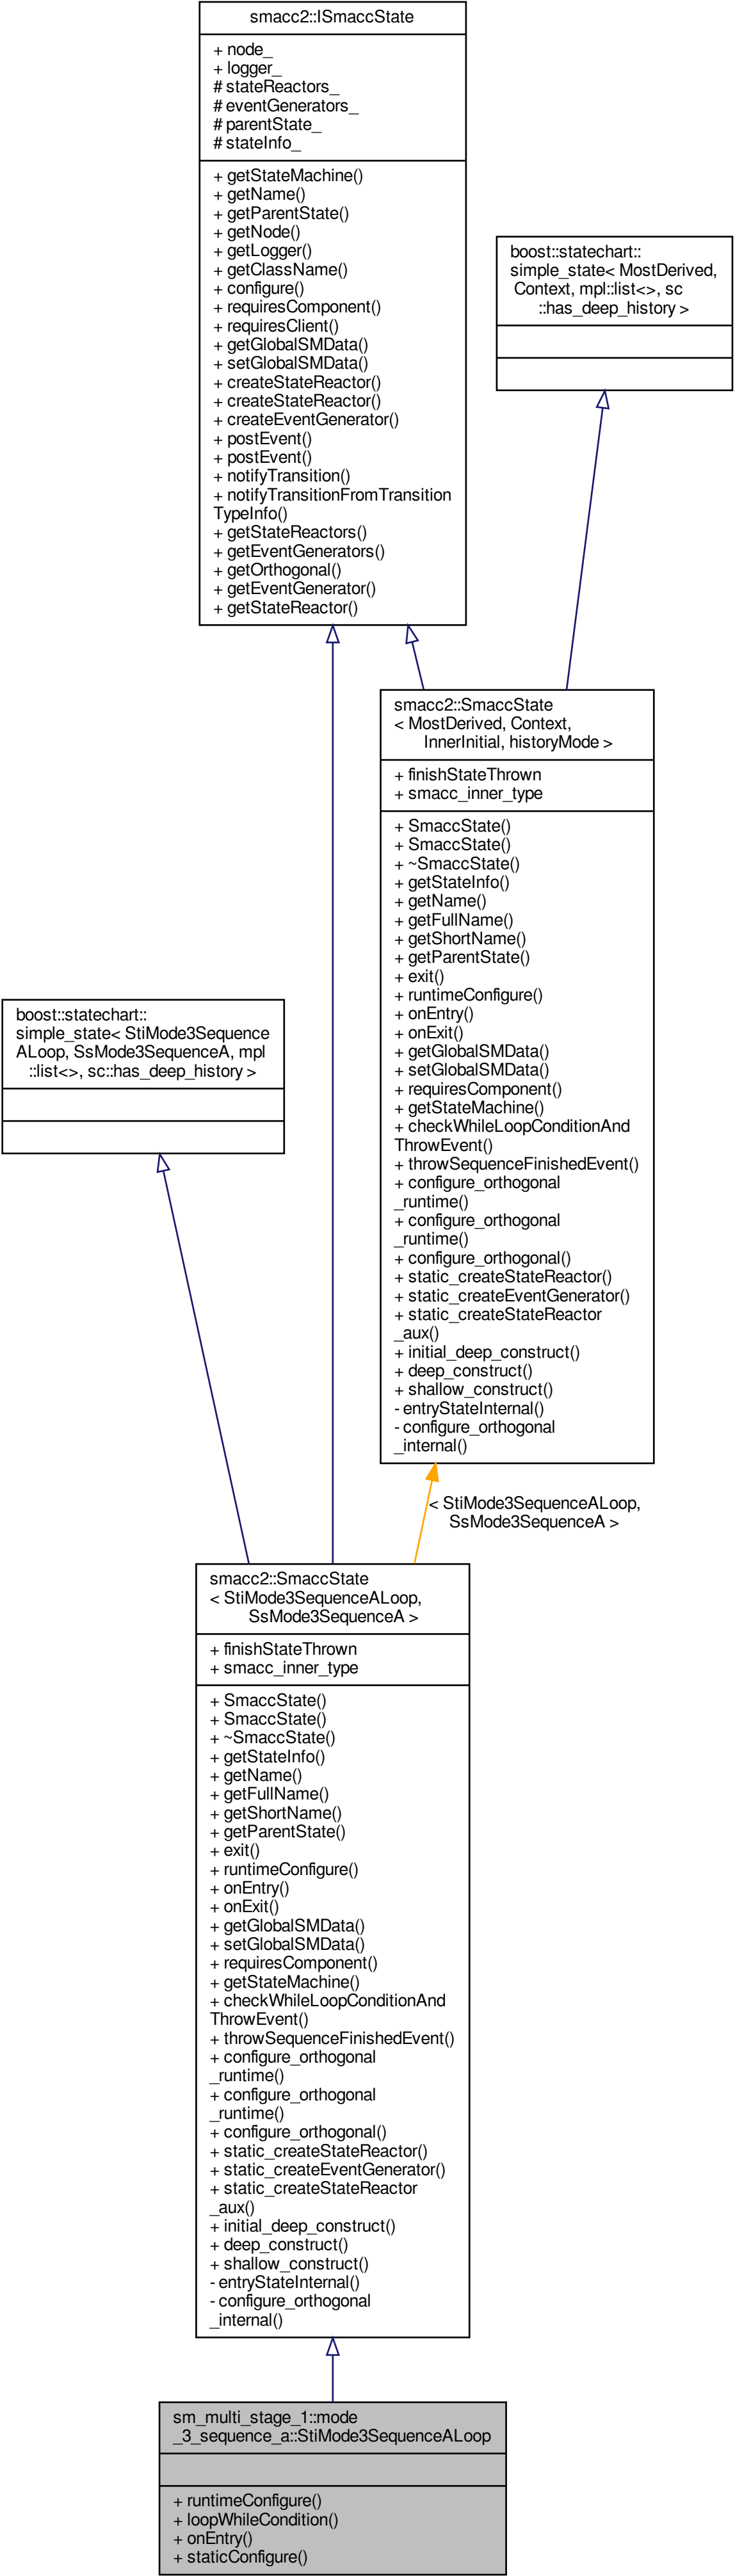 smacc2::ISmaccState
+ node_
+ logger_
# stateReactors_
# eventGenerators_
# parentState_
# stateInfo_
+ getStateMachine()
+ getName()
+ getParentState()
+ getNode()
+ getLogger()
+ getClassName()
+ configure()
+ requiresComponent()
+ requiresClient()
+ getGlobalSMData()
+ setGlobalSMData()
+ createStateReactor()
+ createStateReactor()
+ createEventGenerator()
+ postEvent()
+ postEvent()
+ notifyTransition()
+ notifyTransitionFromTransition
TypeInfo()
+ getStateReactors()
+ getEventGenerators()
+ getOrthogonal()
+ getEventGenerator()
+ getStateReactor()
boost::statechart::
simple_state< MostDerived,
Context, mpl::list<>, sc
::has_deep_history >
smacc2::SmaccState
< MostDerived, Context,
InnerInitial, historyMode >
+ finishStateThrown
+ smacc_inner_type
+ SmaccState()
+ SmaccState()
+ ~SmaccState()
+ getStateInfo()
+ getName()
+ getFullName()
+ getShortName()
+ getParentState()
+ exit()
+ runtimeConfigure()
+ onEntry()
+ onExit()
+ getGlobalSMData()
+ setGlobalSMData()
+ requiresComponent()
+ getStateMachine()
+ checkWhileLoopConditionAnd
ThrowEvent()
+ throwSequenceFinishedEvent()
+ configure_orthogonal
_runtime()
+ configure_orthogonal
_runtime()
+ configure_orthogonal()
+ static_createStateReactor()
+ static_createEventGenerator()
+ static_createStateReactor
_aux()
+ initial_deep_construct()
+ deep_construct()
+ shallow_construct()
- entryStateInternal()
- configure_orthogonal
_internal()
boost::statechart::
simple_state< StiMode3Sequence
ALoop, SsMode3SequenceA, mpl
::list<>, sc::has_deep_history >
< StiMode3SequenceALoop,
SsMode3SequenceA >
smacc2::SmaccState
< StiMode3SequenceALoop,
SsMode3SequenceA >
+ finishStateThrown
+ smacc_inner_type
+ SmaccState()
+ SmaccState()
+ ~SmaccState()
+ getStateInfo()
+ getName()
+ getFullName()
+ getShortName()
+ getParentState()
+ exit()
+ runtimeConfigure()
+ onEntry()
+ onExit()
+ getGlobalSMData()
+ setGlobalSMData()
+ requiresComponent()
+ getStateMachine()
+ checkWhileLoopConditionAnd
ThrowEvent()
+ throwSequenceFinishedEvent()
+ configure_orthogonal
_runtime()
+ configure_orthogonal
_runtime()
+ configure_orthogonal()
+ static_createStateReactor()
+ static_createEventGenerator()
+ static_createStateReactor
_aux()
+ initial_deep_construct()
+ deep_construct()
+ shallow_construct()
- entryStateInternal()
- configure_orthogonal
_internal()
sm_multi_stage_1::mode
_3_sequence_a::StiMode3SequenceALoop
+ runtimeConfigure()
+ loopWhileCondition()
+ onEntry()
+ staticConfigure()